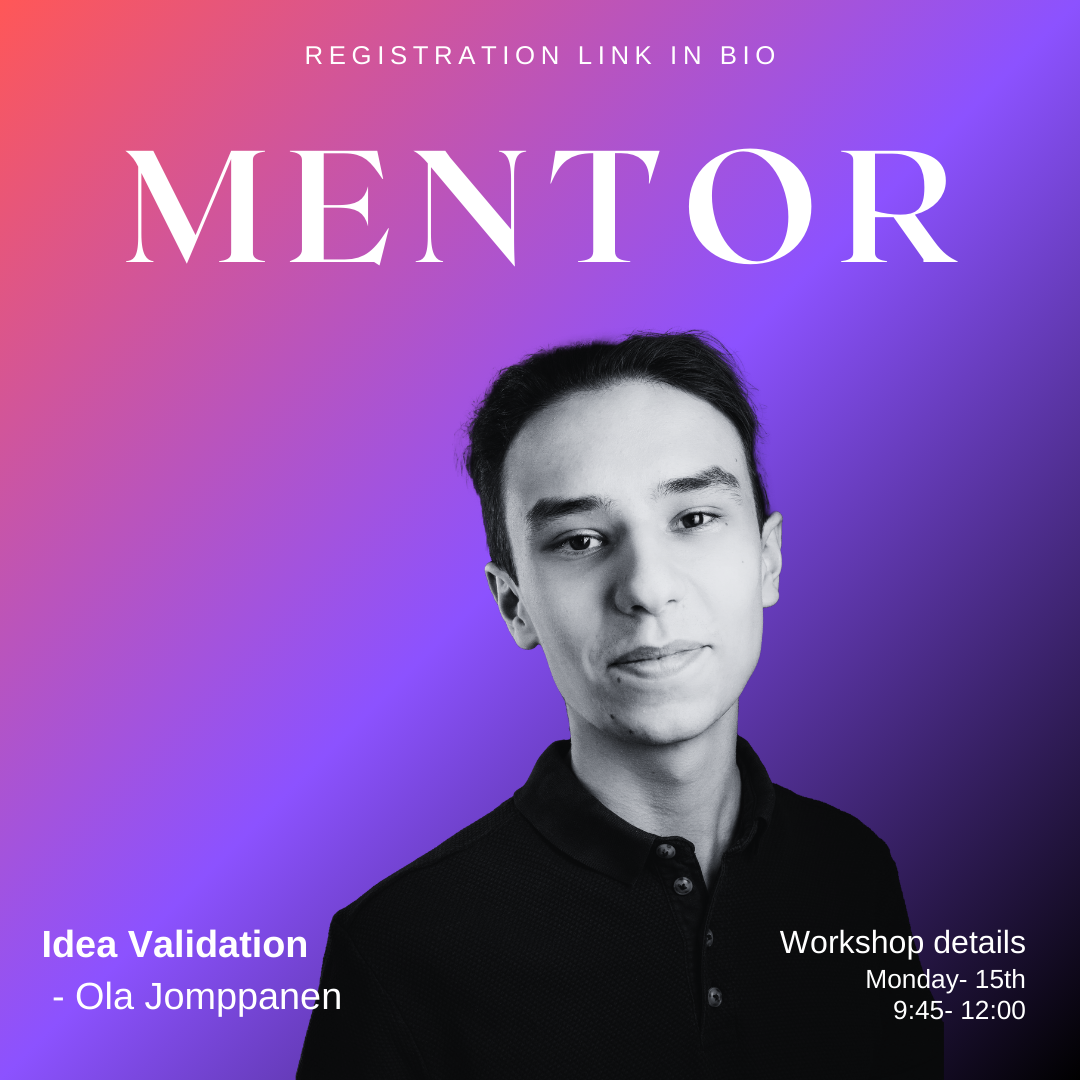 REGISTRATION LINK IN BIO
MENTOR
Idea Validation
- Ola Jomppanen
Workshop details
Monday- 15th
9:45- 12:00